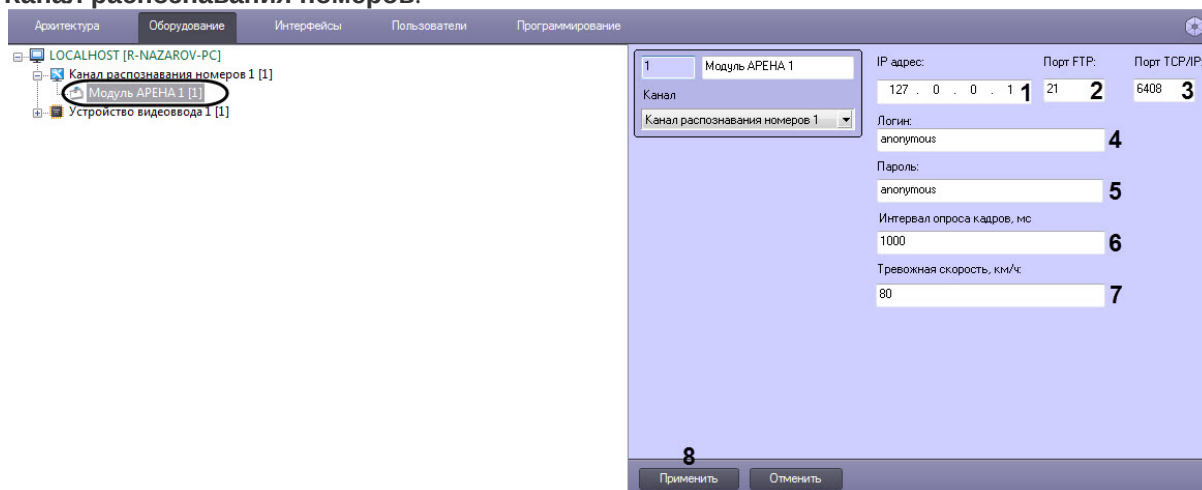 Канал распознавания номеров.
Архитектура Оборудование Интерфейсы Пользователи Программирование
LOCALHOST [R-NAZAROV-PC]
Канал распознавания номеров 1 [1]
Модуль АРЕНА 1 [1]
Устройство видеоввода 1 [1]
1 Модуль АРЕНА 1
Канал
Канал распознавания номеров 1
IP адрес: Порт FTP: Порт TCP/IP:
127 . 0 . 0 . 1 1 21 2 6408 3
Логин:
anonymous 4
Пароль:
anonymous 5
Интервал опроса кадров, мс
1000 6
Тревожная скорость, км/ч:
80 7
8
Применить Отменить